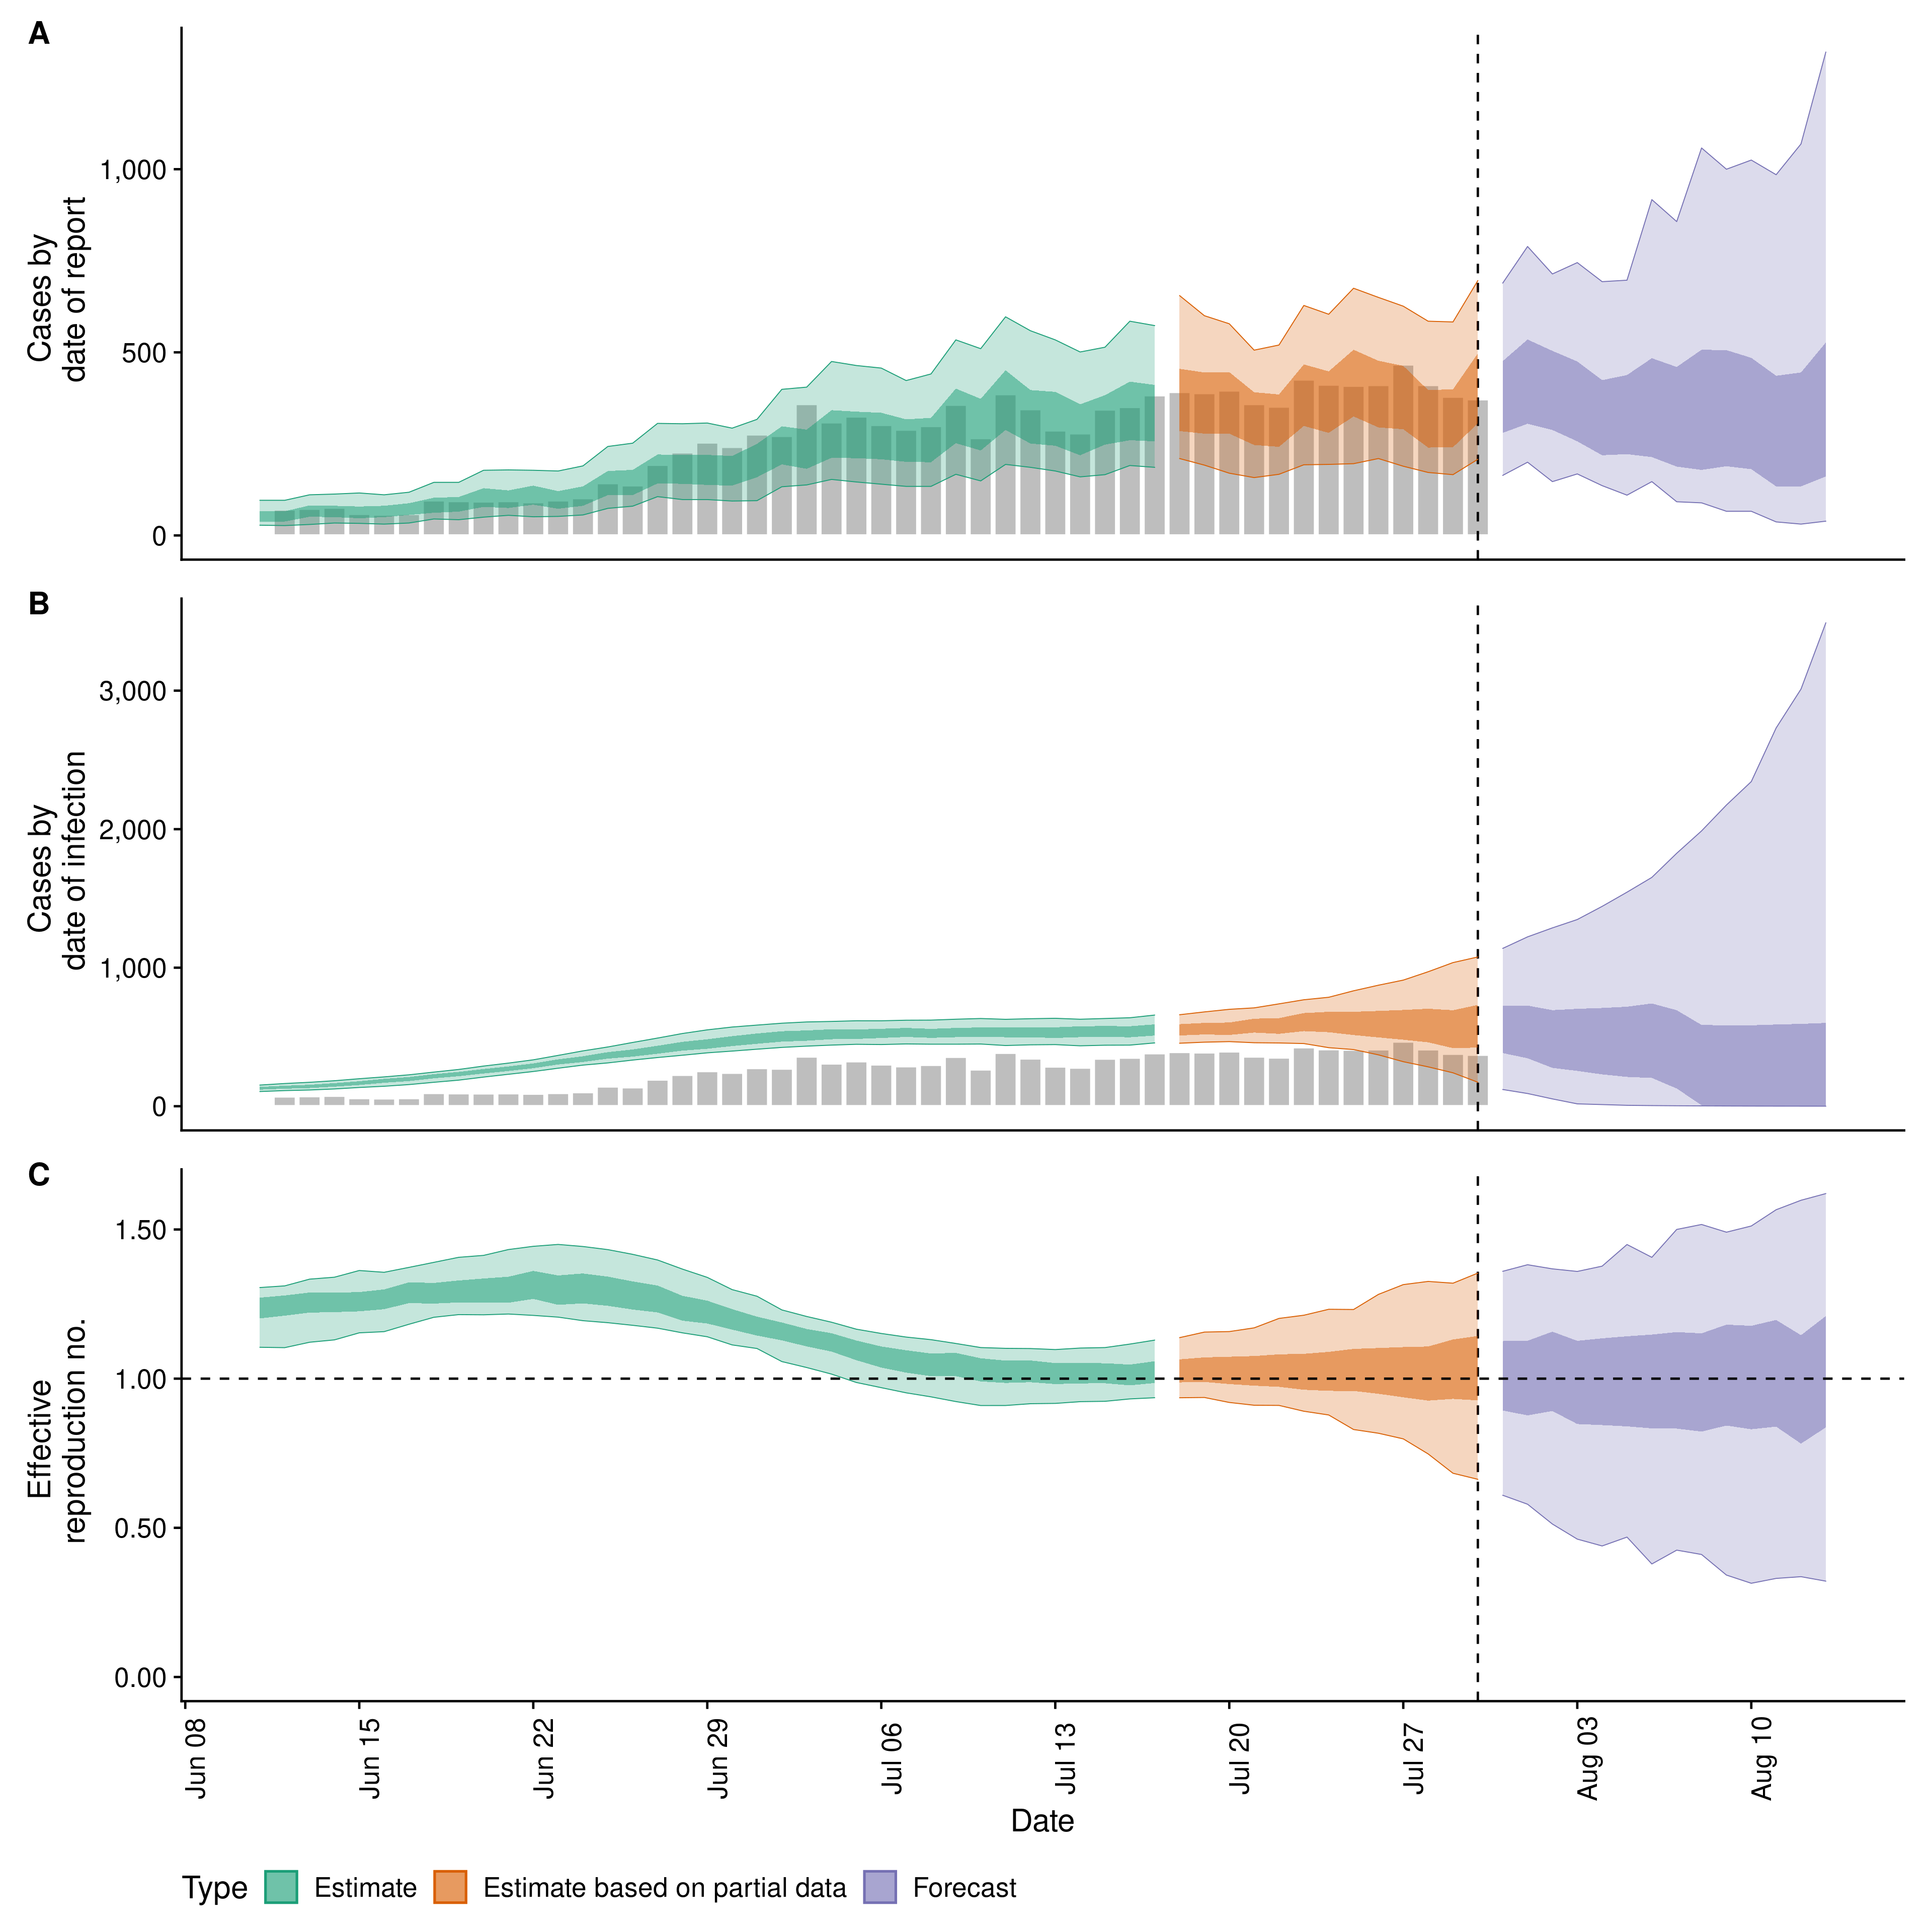 A
Cases by
date of report
1,000
500
0
B
Cases by
date of infection
3,000
2,000
1,000
0
C
Effective
reproduction no.
1.50
1.00
0.50
0.00
Jun 08
Jun 15
Jun 22
Jun 29
Jul 06
Jul 13
Jul 20
Jul 27
Aug 03
Aug 10
Date
Type
Estimate
Estimate based on partial data
Forecast